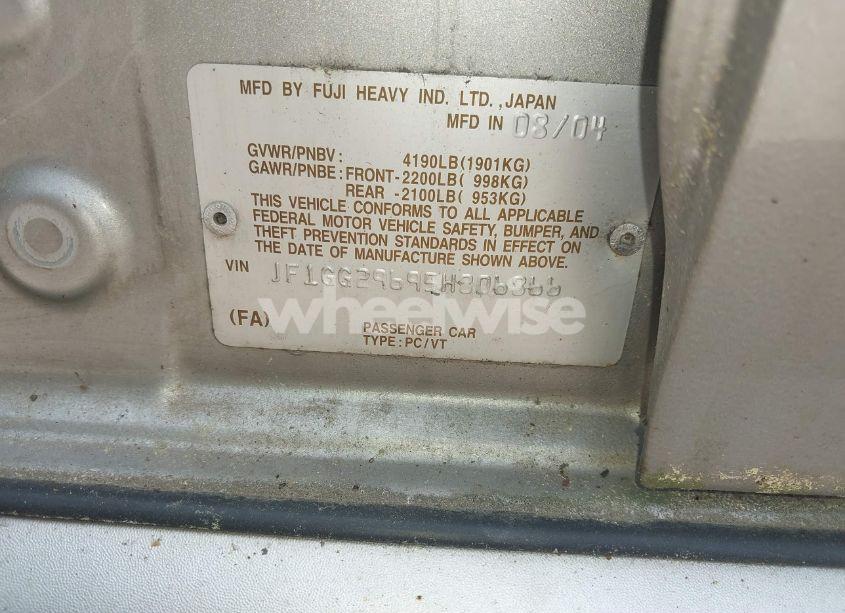 MFD BY FUJI HEAVY IND. LTD. ,JAPAN
MFD IN 08/04
GVWR/PNBV : 4190LB(1901KG)
GAWR/PNBE : FRONT-2200LB( 998KG)
REAR -2100LB( 953KG)
THIS VEHICLE CONFORMS TO ALL APPLICABLE
FEDERAL MOTOR VEHICLE SAFETY, BUMPER, AND
THEFT PREVENTION STANDARDS IN EFFECT ON
THE DATE OF MANUFACTURE SHOWN ABOVE.
VIN
wheelwise
(FA)
PASSENGER CAR
TYPE: PC/VT